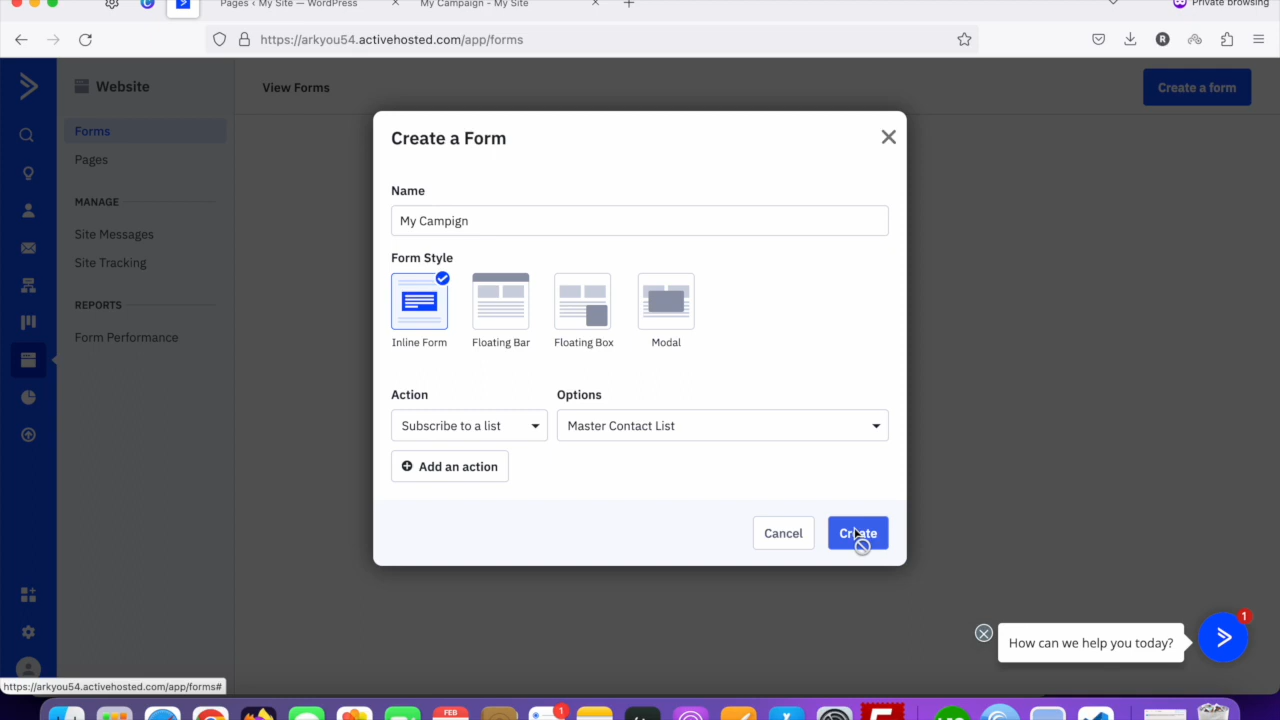 Pages < My Site — WordPress
My Campaign - My Site
Private browsing
https://arkyou54.activehosted.com/app/forms
Website
View Forms
Create a form
Forms
Pages
MANAGE
Site Messages
Site Tracking
REPORTS
Form Performance
Create a Form
Name
My Campign
Form Style
Inline Form
Floating Bar
Floating Box
Modal
Action
Options
Subscribe to a list
Master Contact List
Add an action
Cancel
Create
How can we help you today?
1
https://arkyou54.activehosted.com/app/forms#
FEB
1